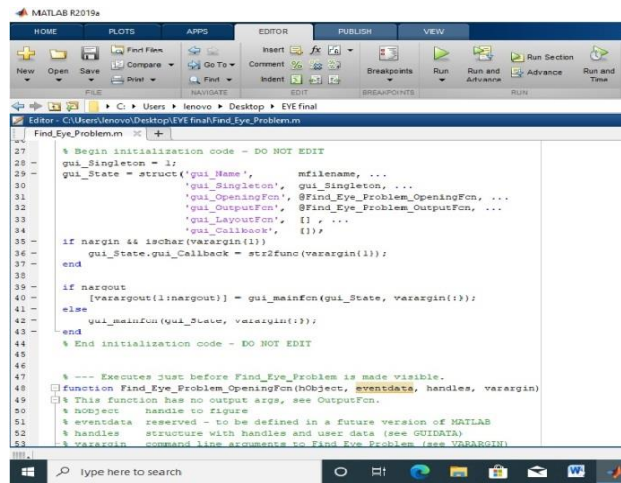 MATLAB R2019a
HOME PLOTS APPS EDITOR PUBLISH VIEW
New Open Save Find Files Compare Print Go To Find Insert fx Comment % Indent Breakpoints Run Run and Advance Run Section Advance Run and Time
FILE NAVIGATE EDIT BREAKPOINTS RUN
C: Users lenovo Desktop EYE final
Editor - C:\Users\lenovo\Desktop\EYE final\Find_Eye_Problem.m
Find_Eye_Problem.m +
27 % Begin initialization code - DO NOT EDIT
28 - gui_Singleton = 1;
29 - gui_State = struct('gui_Name', mfilename, ...
30 'gui_Singleton', gui_Singleton, ...
31 'gui_OpeningFcn', @Find_Eye_Problem_OpeningFcn, ...
32 'gui_OutputFcn', @Find_Eye_Problem_OutputFcn, ...
33 'gui_LayoutFcn', [] , ...
34 'gui_Callback', []);
35 - if nargin && ischar(varargin{1})
36 - gui_State.gui_Callback = str2func(varargin{1});
37 - end
38
39 - if nargout
40 - [varargout{1:nargout}] = gui_mainfcn(gui_State, varargin{:});
41 - else
42 - gui_mainfcn(gui_State, varargin{:});
43 - end
44 % End initialization code - DO NOT EDIT
45
46
47 % --- Executes just before Find_Eye_Problem is made visible.
48 function Find_Eye_Problem_OpeningFcn(hObject, eventdata, handles, varargin)
49 % This function has no output args, see OutputFcn.
50 % hObject handle to figure
51 % eventdata reserved - to be defined in a future version of MATLAB
52 % handles structure with handles and user data (see GUIDATA)
53 % varargin command line arguments to Find_Eye_Problem (see VARARGIN)
Type here to search